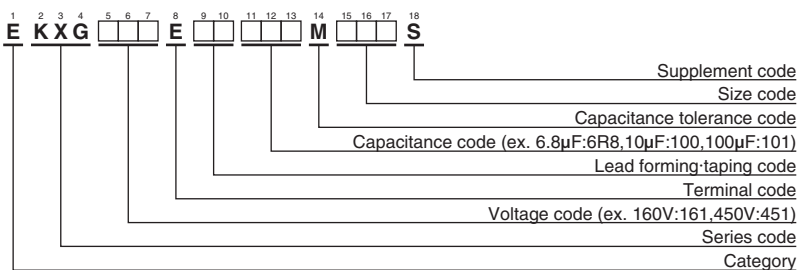 1 2 3 4 5 6 7 8 9 10 11 12 13 14 15 16 17 18
E KXG E M S
Supplement code
Size code
Capacitance tolerance code
Capacitance code (ex. 6.8µF:6R8,10µF:100,100µF:101)
Lead forming·taping code
Terminal code
Voltage code (ex. 160V:161,450V:451)
Series code
Category